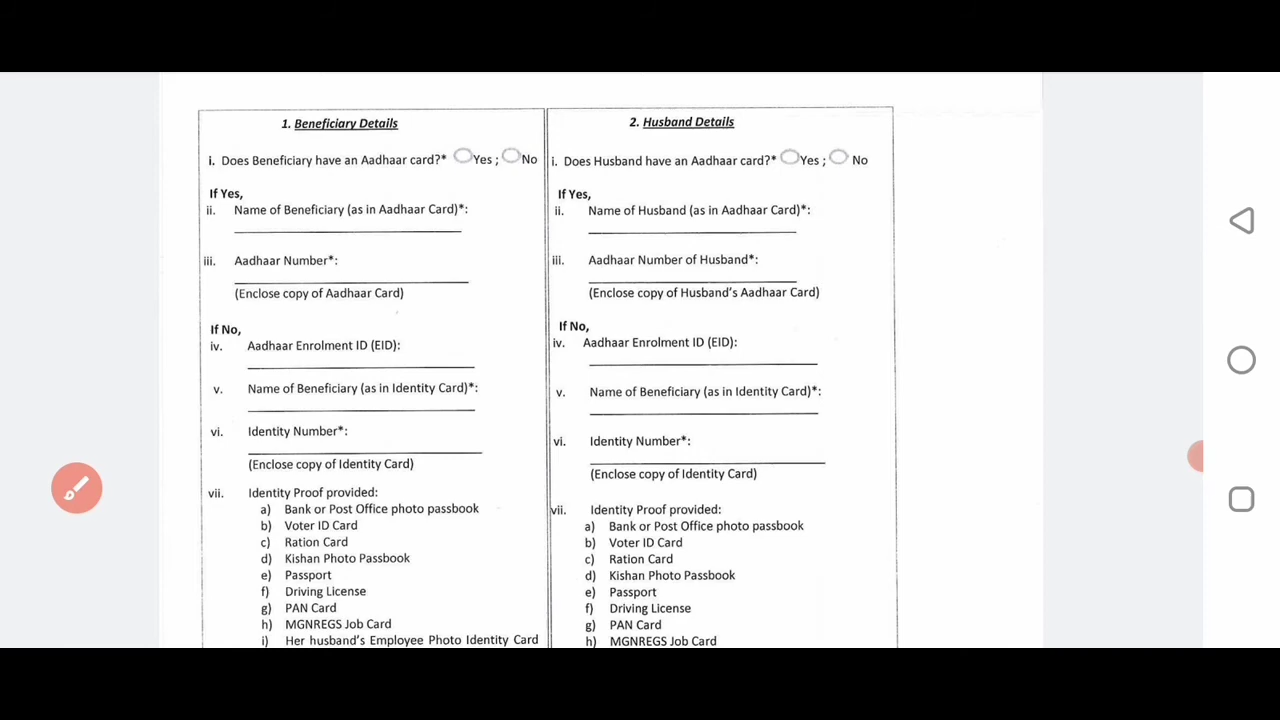 1. Beneficiary Details
i. Does Beneficiary have an Aadhaar card?* Yes ; No
If Yes,
ii. Name of Beneficiary (as in Aadhaar Card)*:
iii. Aadhaar Number*:
(Enclose copy of Aadhaar Card)
If No,
iv. Aadhaar Enrolment ID (EID):
v. Name of Beneficiary (as in Identity Card)*:
vi. Identity Number*:
(Enclose copy of Identity Card)
vii. Identity Proof provided:
a) Bank or Post Office photo passbook
b) Voter ID Card
c) Ration Card
d) Kishan Photo Passbook
e) Passport
f) Driving License
g) PAN Card
h) MGNREGS Job Card
i) Her husband's Employee Photo Identity Card
2. Husband Details
i. Does Husband have an Aadhaar card?* Yes ; No
If Yes,
ii. Name of Husband (as in Aadhaar Card)*:
iii. Aadhaar Number of Husband*:
(Enclose copy of Husband's Aadhaar Card)
If No,
iv. Aadhaar Enrolment ID (EID):
v. Name of Beneficiary (as in Identity Card)*:
vi. Identity Number*:
(Enclose copy of Identity Card)
vii. Identity Proof provided:
a) Bank or Post Office photo passbook
b) Voter ID Card
c) Ration Card
d) Kishan Photo Passbook
e) Passport
f) Driving License
g) PAN Card
h) MGNREGS Job Card